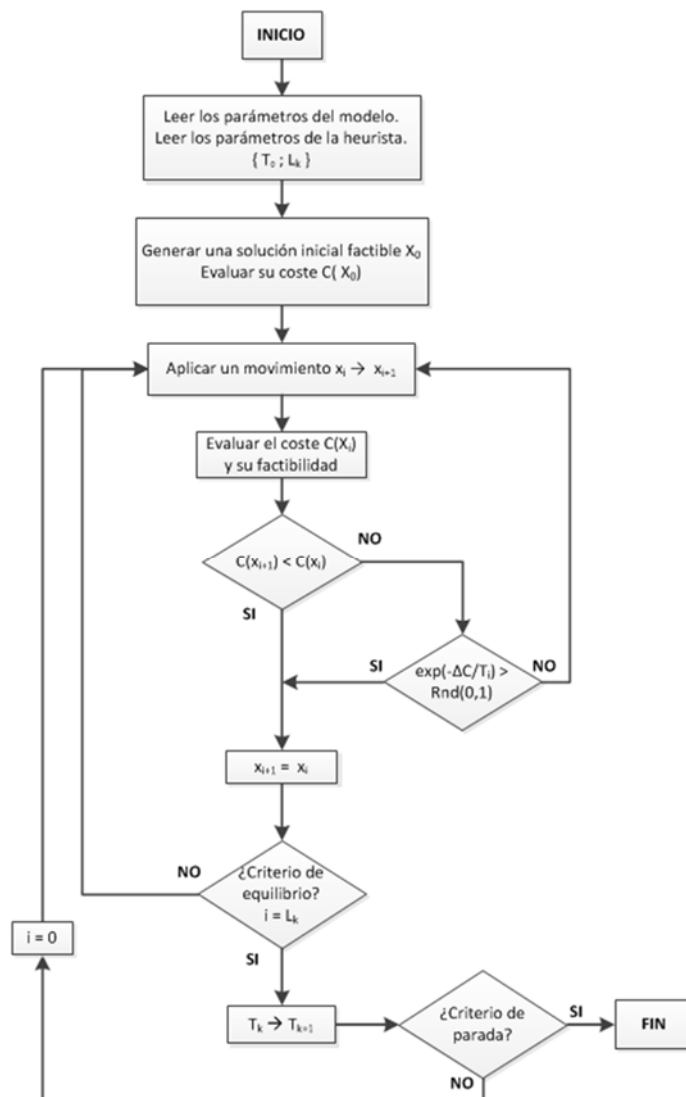 INICIO
Leer los parámetros del modelo.
Leer los parámetros de la heurista.
{ T₀ ; Lₖ }
Generar una solución inicial factible X₀
Evaluar su coste C( X₀)
Aplicar un movimiento xᵢ → xᵢ₊₁
Evaluar el coste C(Xᵢ)
y su factibilidad
C(xᵢ₊₁) < C(xᵢ)
NO
SI
exp(-ΔC/Tᵢ) >
Rnd(0,1)
SI
NO
xᵢ₊₁ = xᵢ
¿Criterio de
equilibrio?
i = Lₖ
NO
SI
i = 0
Tₖ → Tₖ₊₁
¿Criterio de
parada?
SI
NO
FIN